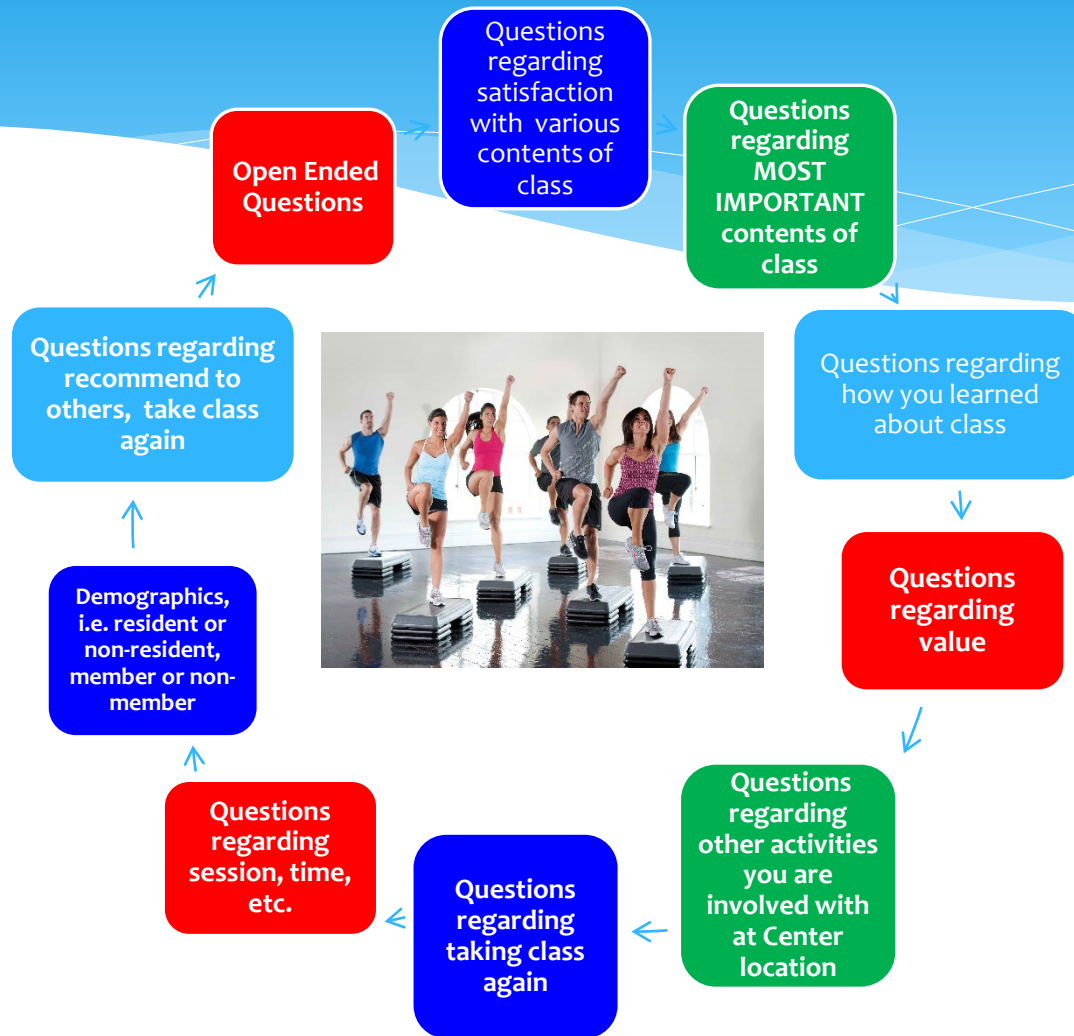 Questions
regarding
satisfaction
with various
contents of
class
Questions
regarding
MOST
IMPORTANT
contents of
class
Questions regarding
how you learned
about class
Questions
regarding
value
Questions
regarding
other activities
you are
involved with
at Center
location
Questions
regarding
taking class
again
Questions
regarding
session, time,
etc.
Demographics,
i.e. resident or
non-resident,
member or non-
member
Questions regarding
recommend to
others, take class
again
Open Ended
Questions